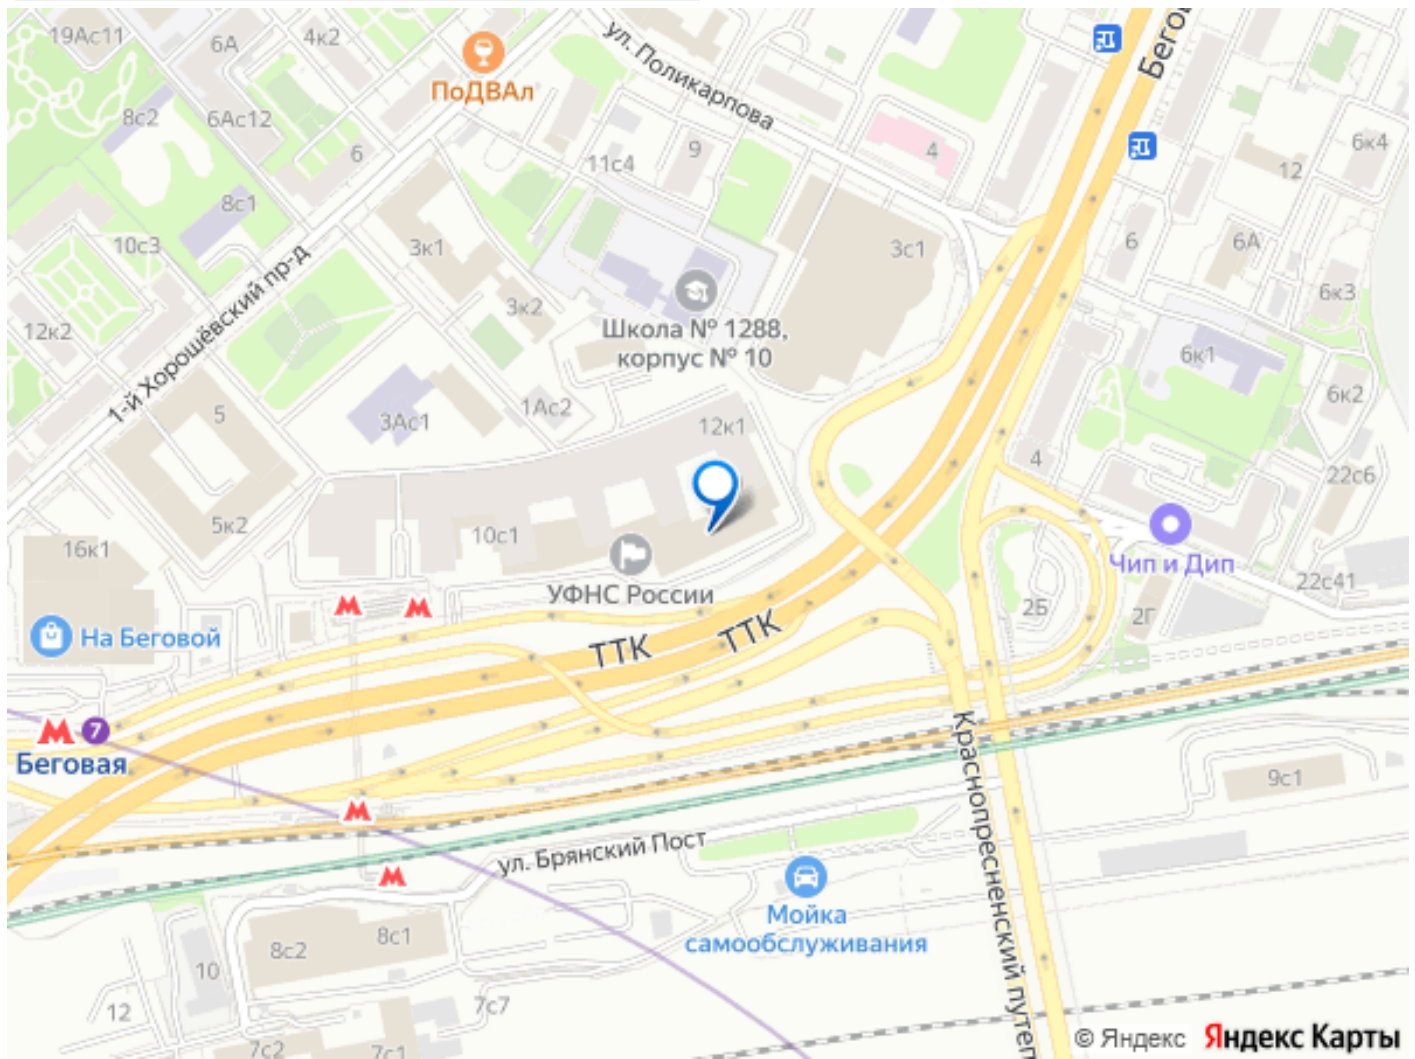 19Ас11
6А
4к2
ПоДВАл
ул. Поликарпова
Бегов
8с2
6Ас12
6
11с4
9
4
12
6к4
8с1
10с3
3к1
3с1
6
6А
1-й Хорошёвский пр-д
3к2
Школа № 1288,
корпус № 10
6к3
12к2
6к1
5
3Ас1
1Ас2
12к1
6к2
4
22с6
5к2
10с1
16к1
УФНС России
Чип и Дип
22с41
2Б
2Г
На Беговой
ТТК
ТТК
7
Беговая
Краснопресненский путеп
9с1
ул. Брянский Пост
Мойка
самообслуживания
8с2
8с1
10
12
7с7
7с2
7с1
© Яндекс Яндекс Карты